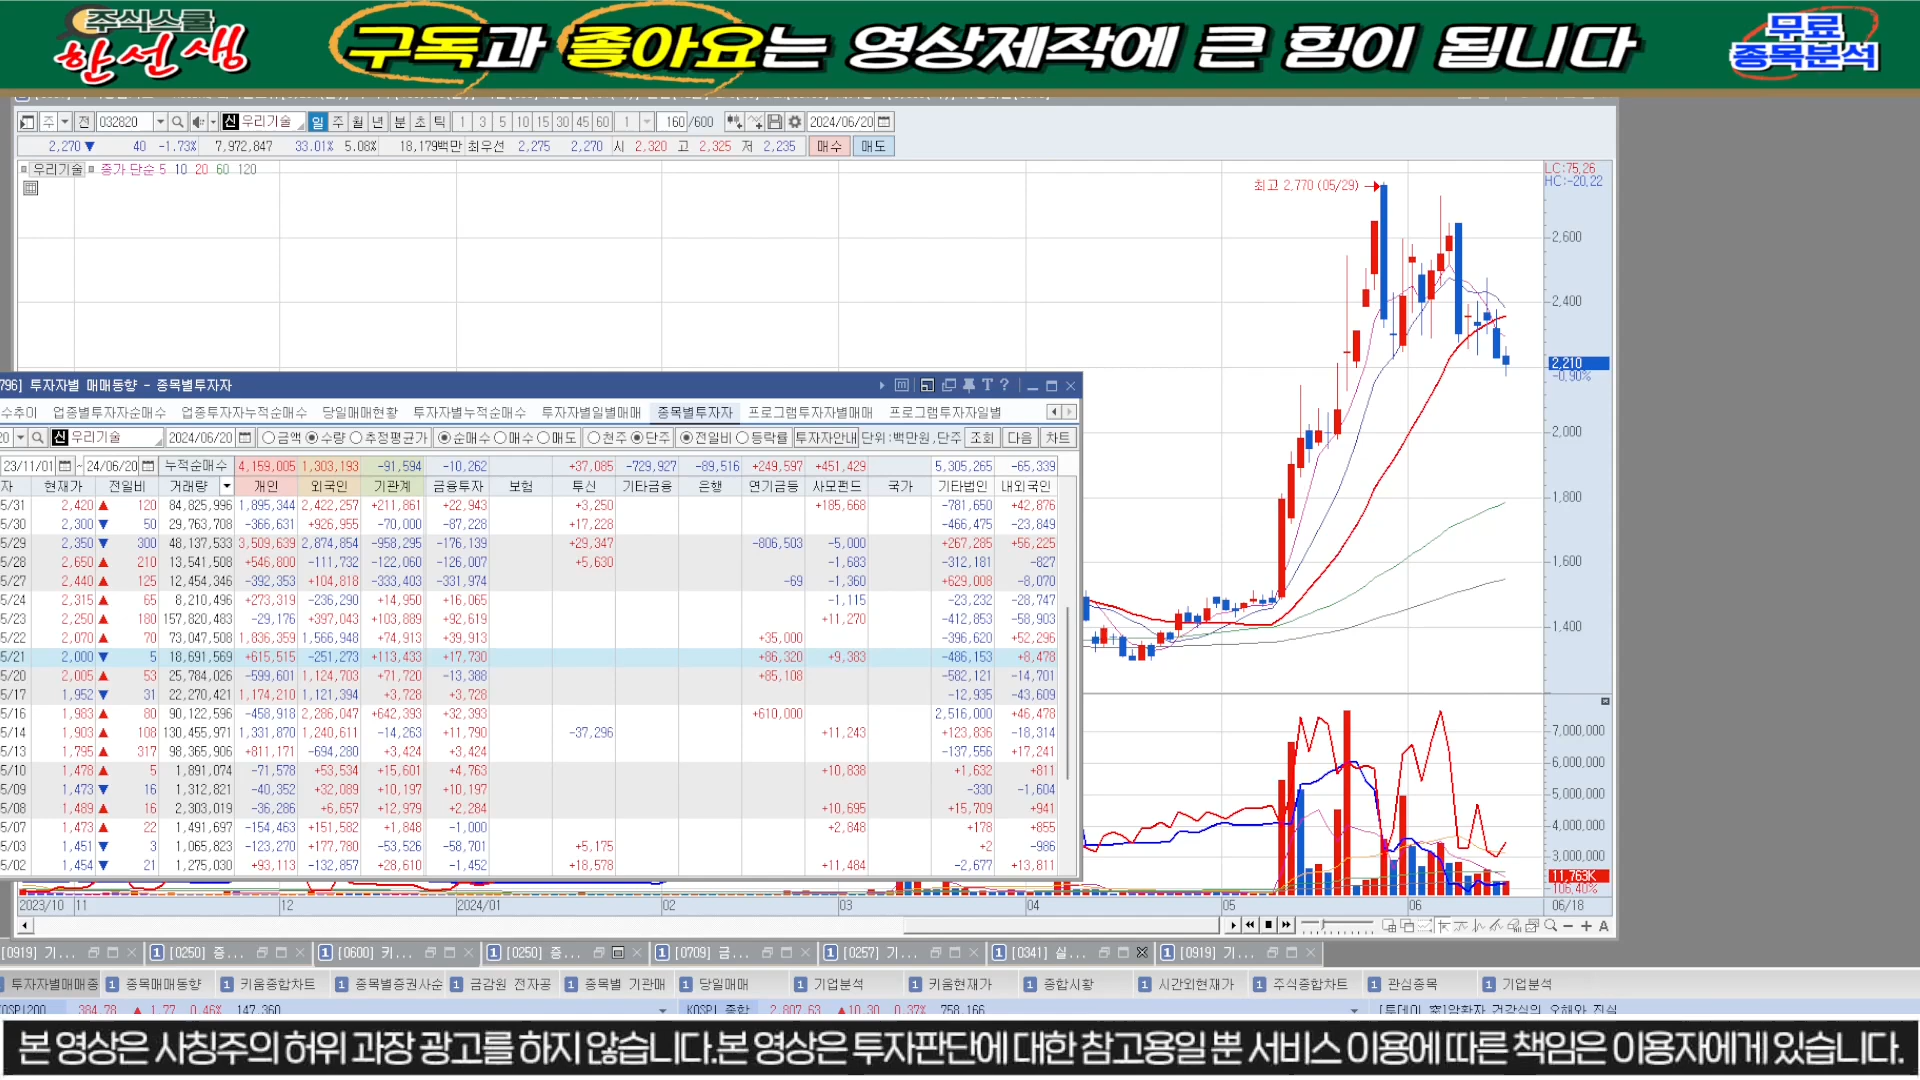 주식스쿨
한선생
구독과 좋아요는 영상제작에 큰 힘이 됩니다
무료
종목분석
주 전 032820 신 우리기술 일 주 월 년 분 초 틱 1 3 5 10 15 30 45 60 1 160 /600 2024/06/20
2,270 ▼ 40 -1.73% 7,972,847 33.01% 5.08% 18,179백만 최우선 2,275 2,270 시 2,320 고 2,325 저 2,235 매수 매도
우리기술 종가 단순 5 10 20 60 120
최고 2,770 (05/29)
LC:75.26
HC:-20.22
2,600
2,400
2,210
-0.90%
2,000
1,800
1,600
1,400
7,000,000
6,000,000
5,000,000
4,000,000
3,000,000
11,763K
106.40%
796] 투자자별 매매동향 - 종목별투자자
수추이 업종별투자자순매수 업종투자자누적순매수 당일매매현황 투자자별누적순매수 투자자별일별매매 종목별투자자 프로그램투자자별매매 프로그램투자자일별
20 신 우리기술 2024/06/20 금액 수량 추정평균가 순매수 매수 매도 천주 단주 전일비 등락률 투자자안내 단위:백만원,단주 조회 다음 차트
23/11/01 ~ 24/06/20 누적순매수 4,159,005 1,303,193 -91,594 -10,262 +37,085 -729,927 -89,516 +249,597 +451,429 5,305,265 -65,339
자 현재가 전일비 거래량 개인 외국인 기관계 금융투자 보험 투신 기타금융 은행 연기금등 사모펀드 국가 기타법인 내외국인
5/31 2,420 ▲ 120 84,825,996 1,895,344 2,422,257 +211,861 +22,943 +3,250 +185,668 -781,650 +42,876
5/30 2,300 ▼ 50 29,763,708 -366,631 +926,955 -70,000 -87,228 +17,228 -466,475 -23,849
5/29 2,350 ▼ 300 48,137,533 3,509,639 2,874,854 -958,295 -176,139 +29,347 -806,503 -5,000 +267,285 +56,225
5/28 2,650 ▲ 210 13,541,508 +546,800 -111,732 -122,060 -126,007 +5,630 -1,683 -312,181 -827
5/27 2,440 ▲ 125 12,454,346 -392,353 +104,818 -333,403 -331,974 -69 -1,360 +629,008 -8,070
5/24 2,315 ▲ 65 8,210,496 +273,319 -236,290 +14,950 +16,065 -1,115 -23,232 -28,747
5/23 2,250 ▲ 180 157,820,483 -29,176 +397,043 +103,889 +92,619 +11,270 -412,853 -58,903
5/22 2,070 ▲ 70 73,047,508 1,836,359 1,566,948 +74,913 +39,913 +35,000 -396,620 +52,296
5/21 2,000 ▼ 5 18,691,569 +615,515 -251,273 +113,433 +17,730 +86,320 +9,383 -486,153 +8,478
5/20 2,005 ▲ 53 25,784,026 -599,601 1,124,703 +71,720 -13,388 +85,108 -582,121 -14,701
5/17 1,952 ▼ 31 22,270,421 1,174,210 1,121,394 +3,728 +3,728 -12,935 -43,609
5/16 1,983 ▲ 80 90,122,596 -458,918 2,286,047 +642,393 +32,393 +610,000 2,516,000 +46,478
5/14 1,903 ▲ 108 130,455,971 1,331,870 1,240,611 -14,263 +11,790 -37,296 +11,243 +123,836 -18,314
5/13 1,795 ▲ 317 98,365,906 +811,171 -694,280 +3,424 +3,424 -137,556 +17,241
5/10 1,478 ▲ 5 1,891,074 -71,578 +53,534 +15,601 +4,763 +10,838 +1,632 +811
5/09 1,473 ▼ 16 1,312,821 -40,352 +32,089 +10,197 +10,197 -330 -1,604
5/08 1,489 ▲ 16 2,303,019 -36,286 +6,657 +12,979 +2,284 +10,695 +15,709 +941
5/07 1,473 ▲ 22 1,491,697 -154,463 +151,582 +1,848 -1,000 +2,848 +178 +855
5/03 1,451 ▼ 3 1,065,823 -123,270 +177,780 -53,526 -58,701 +5,175 +2 -986
5/02 1,454 ▼ 21 1,275,030 +93,113 -132,857 +28,610 -1,452 +18,578 +11,484 -2,677 +13,811
2023/10 11 12 2024/01 02 03 04 05 06 06/18
[0919] 기... 1 [0250] 증... 1 [0600] 키... 1 [0250] 증... 1 [0709] 금... 1 [0257] 기... 1 [0341] 실... 1 [0919] 기...
투자자별매매종 1 종목매매동향 1 키움종합차트 1 종목별증권사순 1 금감원 전자공 1 종목별 기관매 1 당일매매 1 기업분석 1 키움현재가 1 종합시황 1 시간외현재가 1 주식종합차트 1 관심종목 1 기업분석
KOSPI200 384.78 ▲ 1.77 0.46% 147,360 KOSPI 종합 2,807.63 ▲10.30 0.37% 758,166 [투데이 窓]암환자 건강식의 오해와 진실
본 영상은 사칭주의 허위 과장 광고를 하지 않습니다.본 영상은 투자판단에 대한 참고용일 뿐 서비스 이용에 따른 책임은 이용자에게 있습니다.